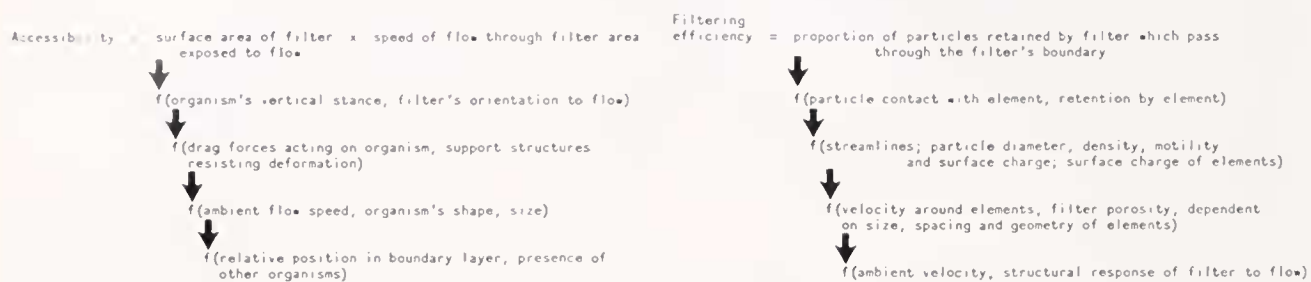 Accessibility = surface area of filter x speed of flow through filter area
exposed to flow
f(organism's vertical stance, filter's orientation to flow)
f(drag forces acting on organism, support structures
resisting deformation)
f(ambient flow speed, organism's shape, size)
f(relative position in boundary layer, presence of
other organisms)
Filtering
efficiency = proportion of particles retained by filter which pass
through the filter's boundary
f(particle contact with element, retention by element)
f(streamlines; particle diameter, density, motility
and surface charge; surface charge of elements)
f(velocity around elements, filter porosity, dependent
on size, spacing and geometry of elements)
f(ambient velocity, structural response of filter to flow)